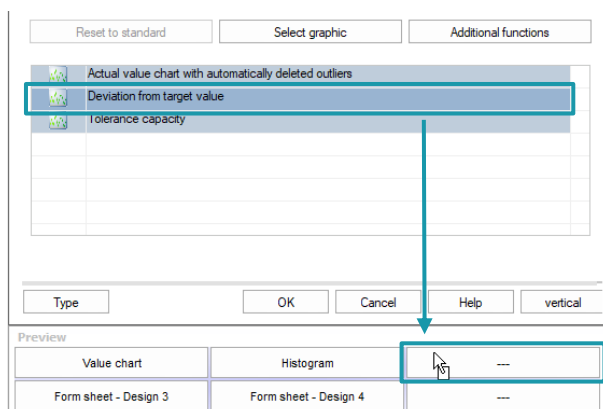 Reset to standard
Select graphic
Additional functions
Actual value chart with automatically deleted outliers
Deviation from target value
Tolerance capacity
Type
OK
Cancel
Help
vertical
Preview
Value chart
Histogram
---
Form sheet - Design 3
Form sheet - Design 4
---